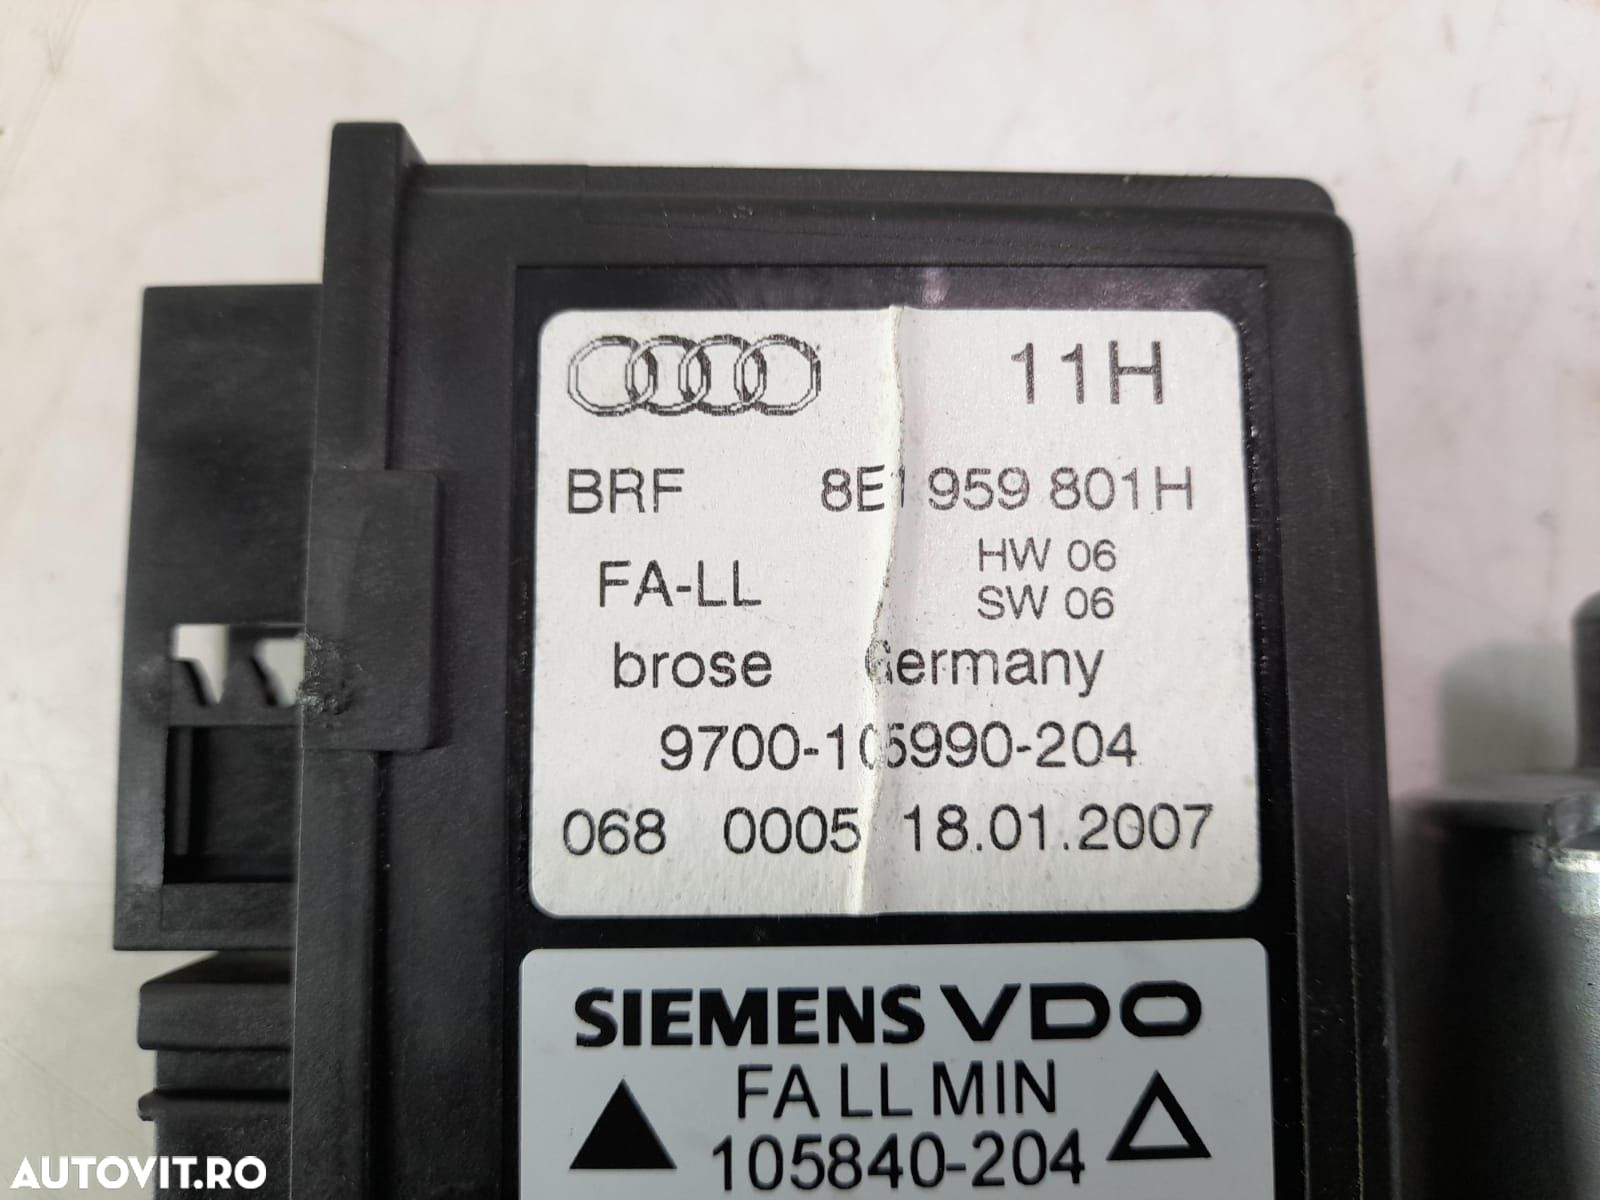 11H
BRF 8E1 959 801H
FA-LL HW 06
SW 06
brose Germany
9700-105990-204
068 0005 18.01.2007
SIEMENS VDO
FA LL MIN
105840-204
AUTOVIT.RO